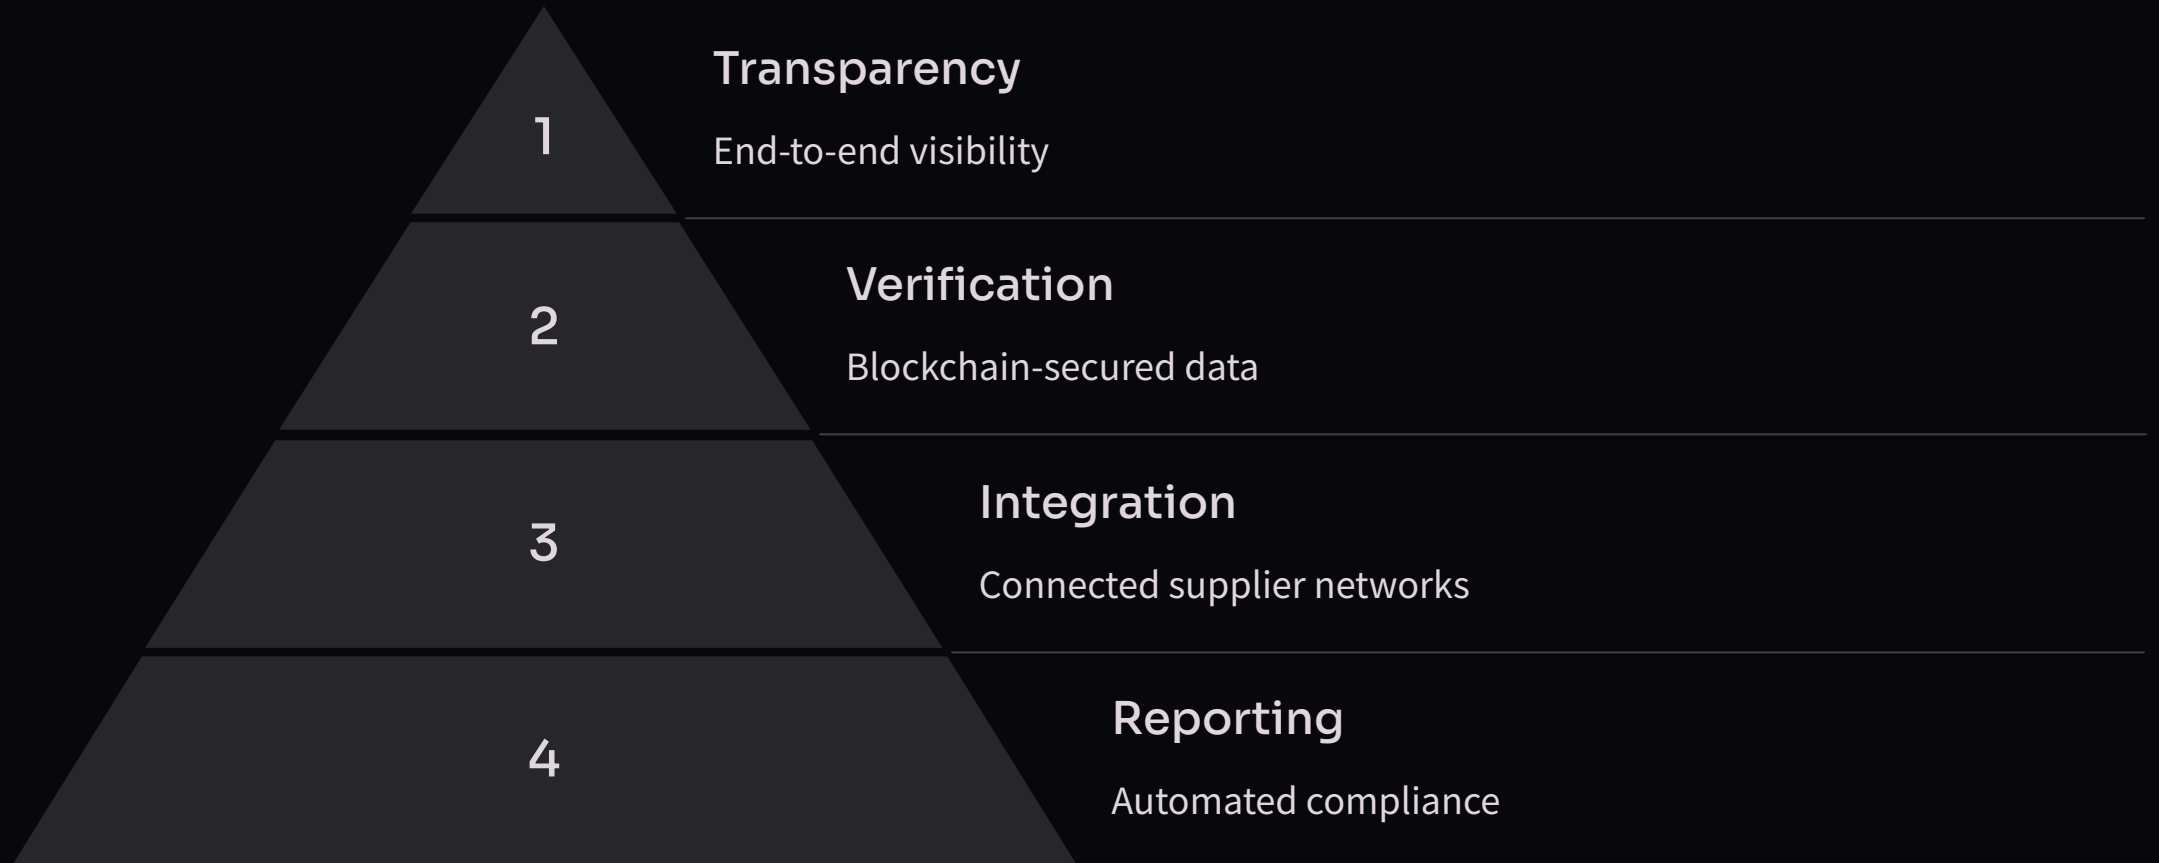 1
Transparency
End-to-end visibility
2
Verification
Blockchain-secured data
3
Integration
Connected supplier networks
4
Reporting
Automated compliance